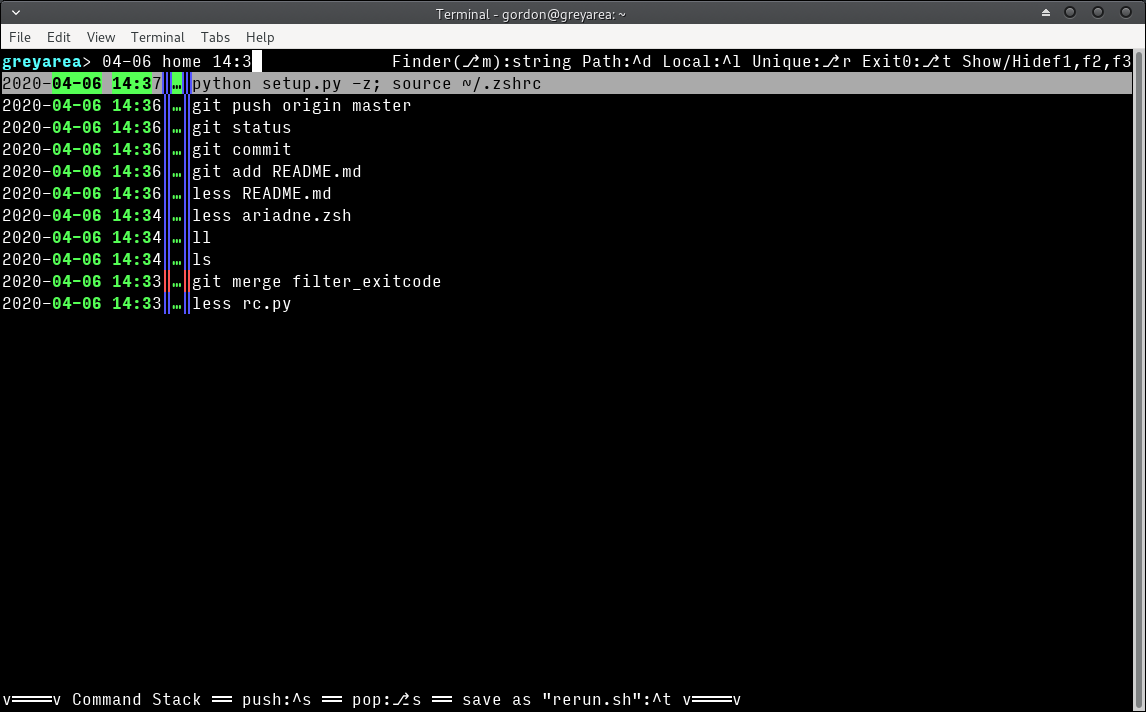 Terminal - gordon@greyarea: ~
File Edit View Terminal Tabs Help
greyarea> 04-06 home 14:3 Finder(⎇m):string Path:^d Local:^l Unique:⎇r Exit0:⎇t Show/Hidef1,f2,f3
2020-04-06 14:37║…║python setup.py -z; source ~/.zshrc
2020-04-06 14:36║…║git push origin master
2020-04-06 14:36║…║git status
2020-04-06 14:36║…║git commit
2020-04-06 14:36║…║git add README.md
2020-04-06 14:36║…║less README.md
2020-04-06 14:34║…║less ariadne.zsh
2020-04-06 14:34║…║ll
2020-04-06 14:34║…║ls
2020-04-06 14:33║…║git merge filter_exitcode
2020-04-06 14:33║…║less rc.py
v════v Command Stack ══ push:^s ══ pop:⎇s ══ save as "rerun.sh":^t v════v